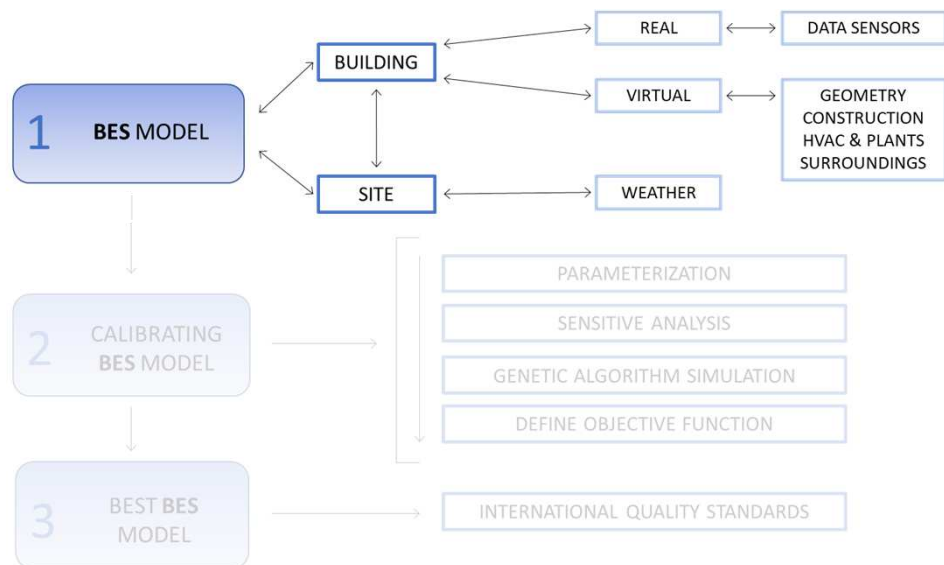 REAL
DATA SENSORS
BUILDING
1
BES MODEL
VIRTUAL
GEOMETRY
CONSTRUCTION
HVAC & PLANTS
SURROUNDINGS
SITE
WEATHER
2
CALIBRATING
BES MODEL
PARAMETERIZATION
SENSITIVE ANALYSIS
GENETIC ALGORITHM SIMULATION
DEFINE OBJECTIVE FUNCTION
3
BEST BES
MODEL
INTERNATIONAL QUALITY STANDARDS